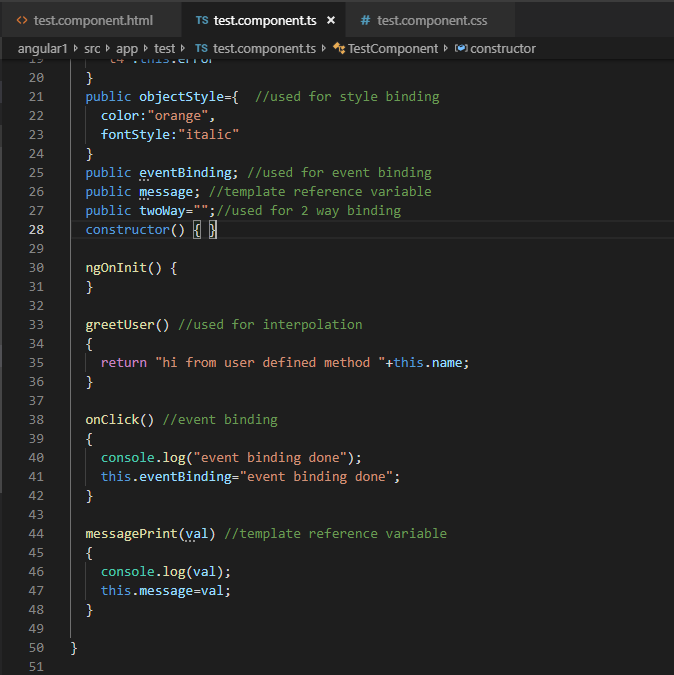 <> test.component.html TS test.component.ts × # test.component.css
angular1 > src > app > test > TS test.component.ts > TestComponent > constructor
19 t4:this.error
20 }
21 public objectStyle={ //used for style binding
22 color:"orange",
23 fontStyle:"italic"
24 }
25 public eventBinding; //used for event binding
26 public message; //template reference variable
27 public twoWay="";//used for 2 way binding
28 constructor() { }
29
30 ngOnInit() {
31 }
32
33 greetUser() //used for interpolation
34 {
35 return "hi from user defined method "+this.name;
36 }
37
38 onClick() //event binding
39 {
40 console.log("event binding done");
41 this.eventBinding="event binding done";
42 }
43
44 messagePrint(val) //template reference variable
45 {
46 console.log(val);
47 this.message=val;
48 }
49
50 }
51